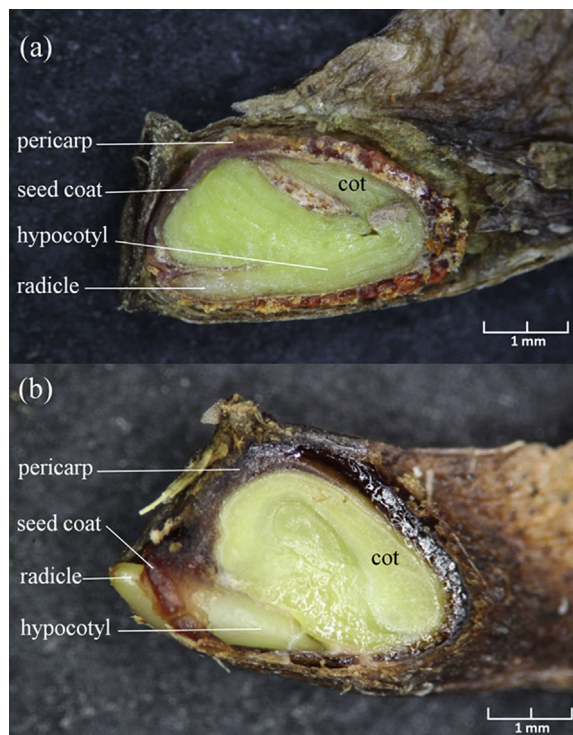 (a)
pericarp
seed coat
cot
hypocotyl
radicle
1 mm
(b)
pericarp
seed coat
cot
radicle
hypocotyl
1 mm